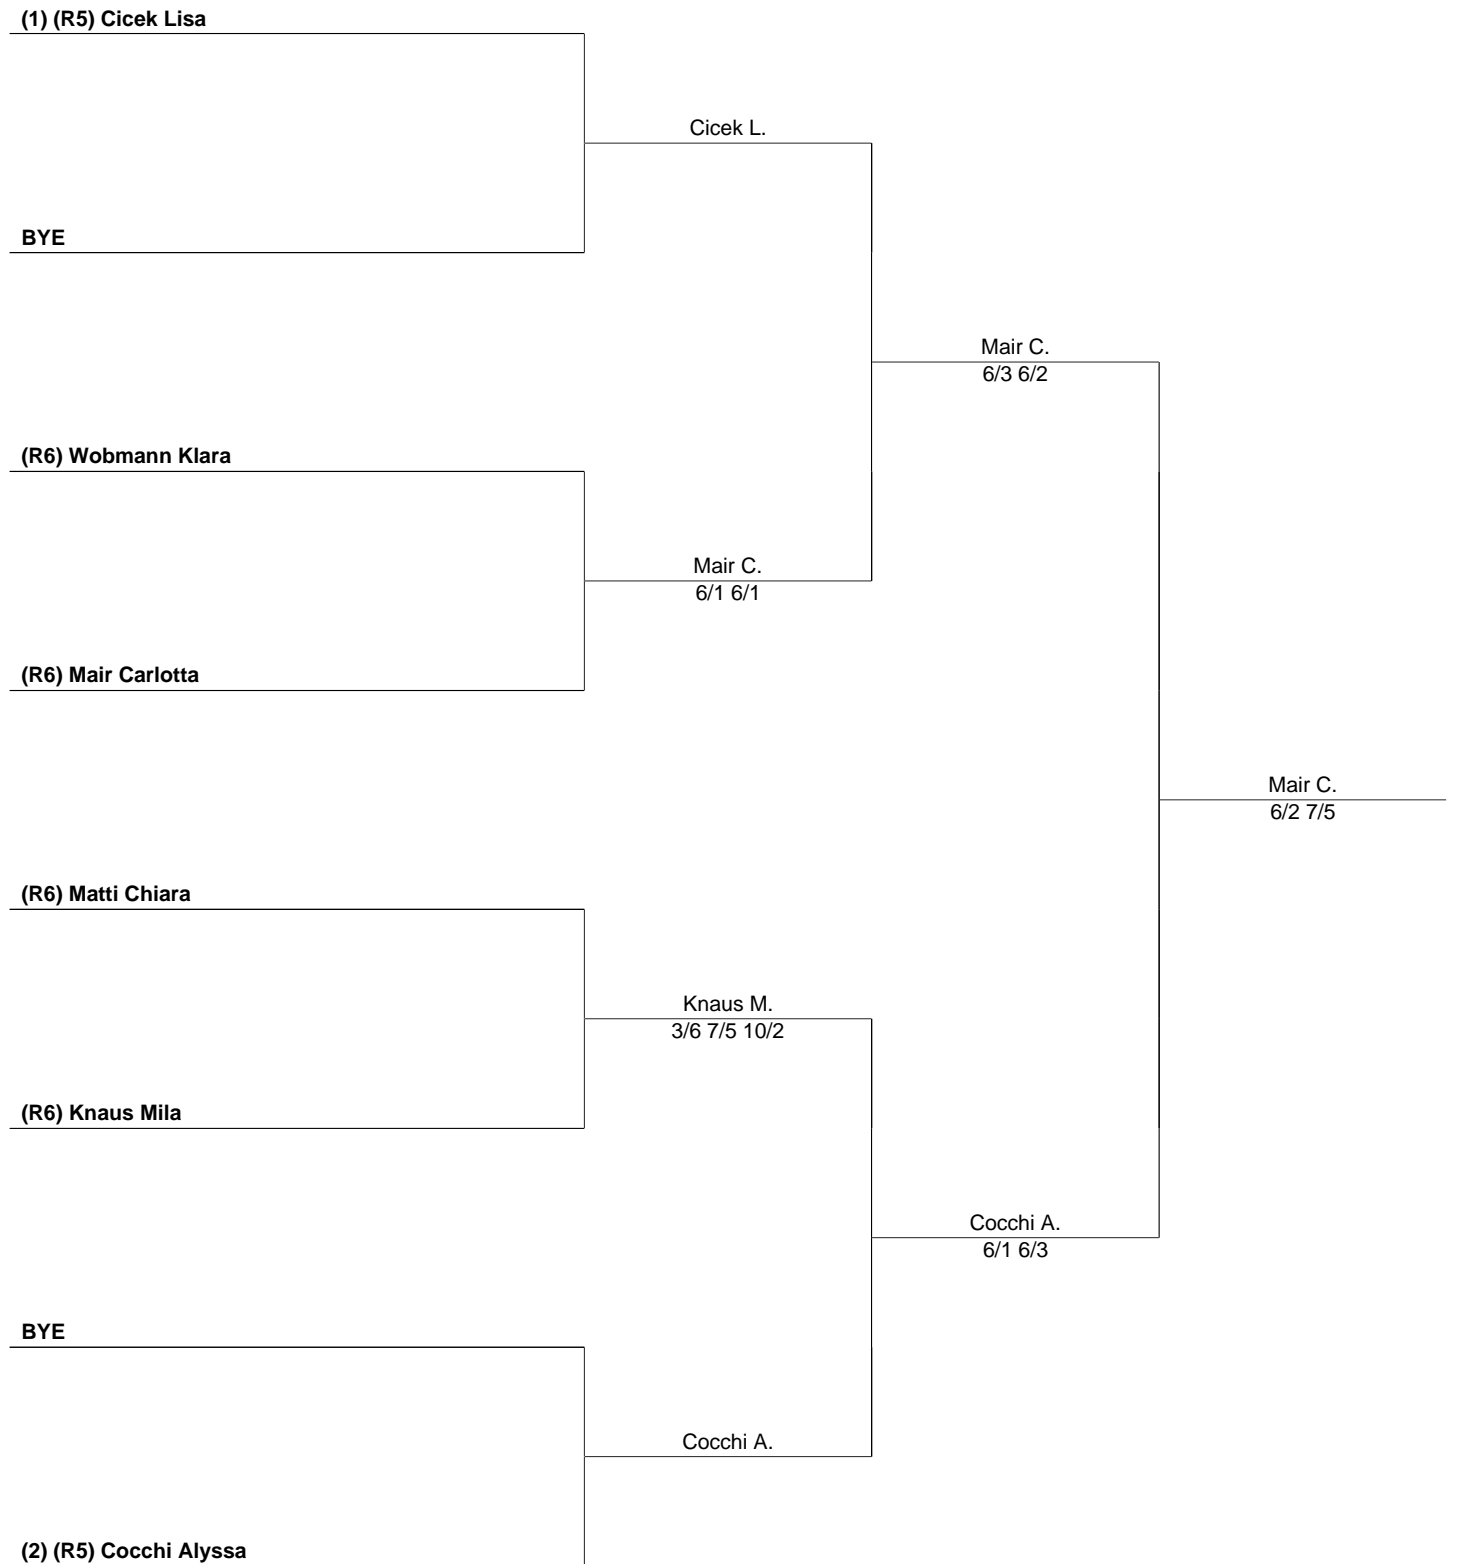 (1) (R5) Cicek Lisa
Cicek L.
BYE
Mair C.
6/3 6/2
(R6) Wobmann Klara
Mair C.
6/1 6/1
(R6) Mair Carlotta
Mair C.
6/2 7/5
(R6) Matti Chiara
Knaus M.
3/6 7/5 10/2
(R6) Knaus Mila
Cocchi A.
6/1 6/3
BYE
Cocchi A.
(2) (R5) Cocchi Alyssa